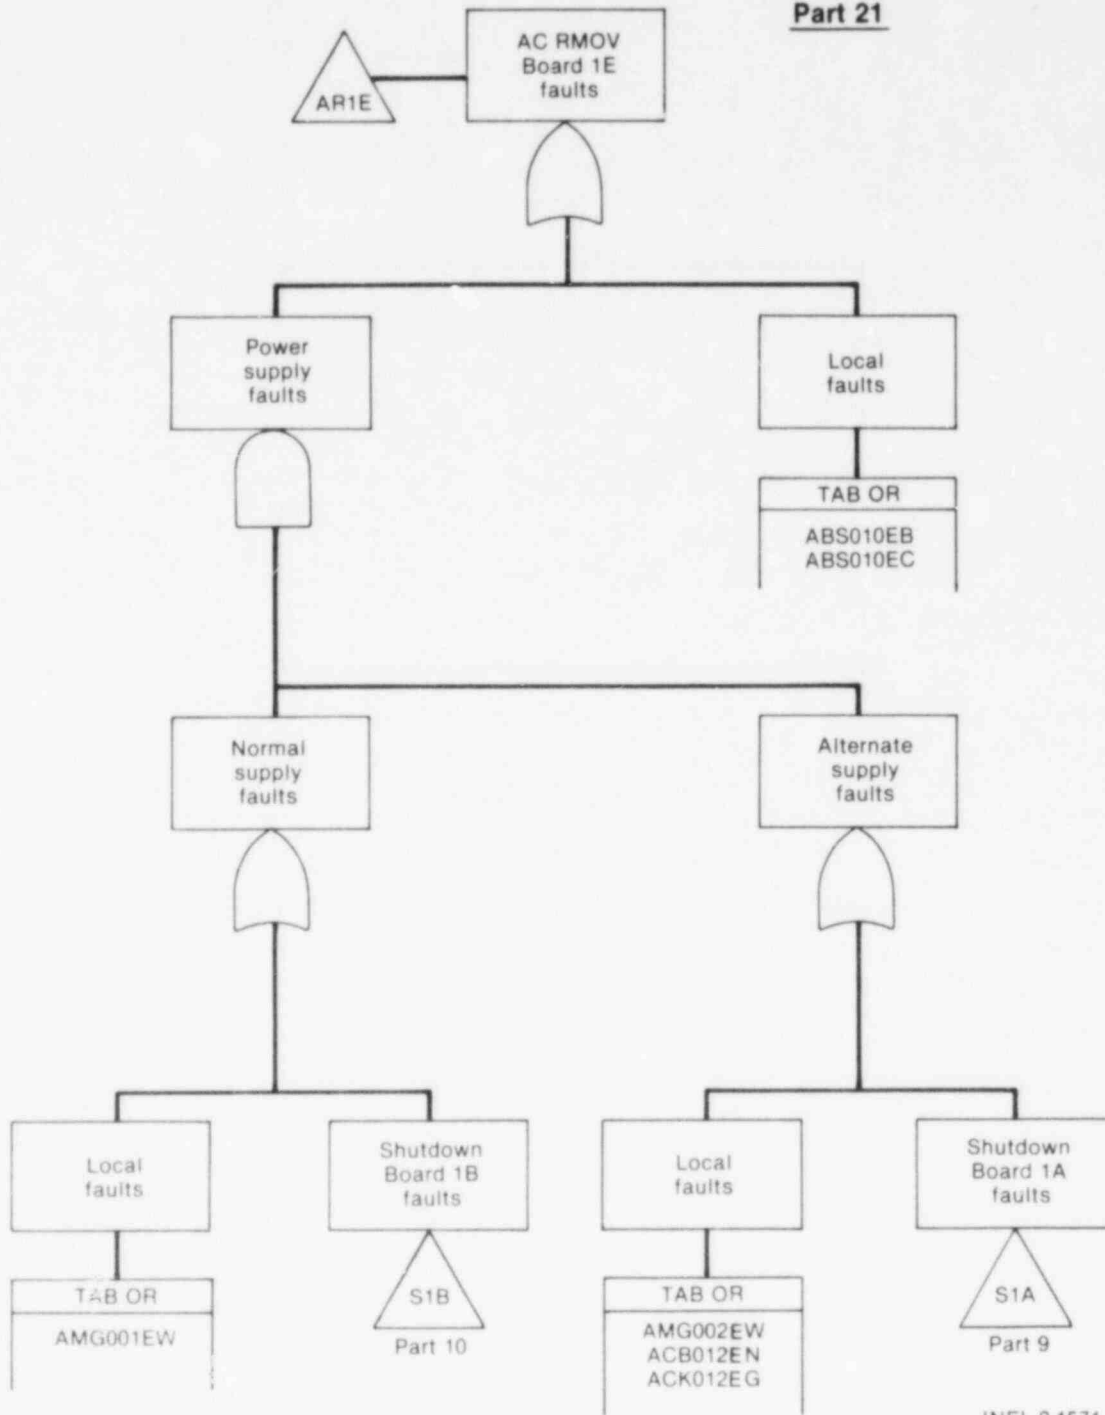 Part 21
AC RMOV
Board 1E
faults
AR1E
Power
supply
faults
Local
faults
TAB OR
ABS010EB
ABS010EC
Normal
supply
faults
Alternate
supply
faults
Local
faults
Shutdown
Board 1B
faults
Local
faults
Shutdown
Board 1A
faults
TAB OR
AMG001EW
S1B
Part 10
TAB OR
AMG002EW
ACB012EN
ACK012EG
S1A
Part 9